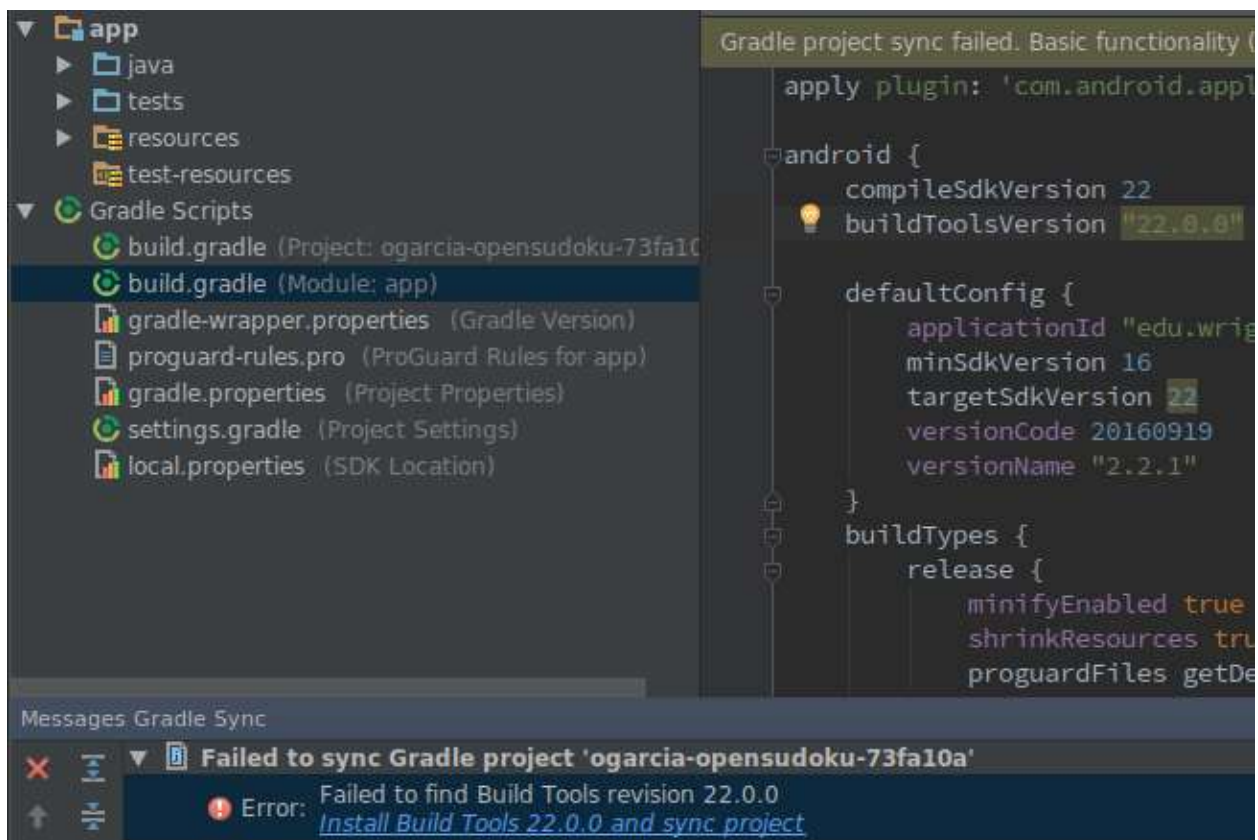 app
java
tests
resources
test-resources
Gradle Scripts
build.gradle (Project: ogarcia-opensudoku-73fa10
build.gradle (Module: app)
gradle-wrapper.properties (Gradle Version)
proguard-rules.pro (ProGuard Rules for app)
gradle.properties (Project Properties)
settings.gradle (Project Settings)
local.properties (SDK Location)
Gradle project sync failed. Basic functionality (
apply plugin: 'com.android.appl
android {
compileSdkVersion 22
buildToolsVersion "22.0.0"
defaultConfig {
applicationId "edu.wrig
minSdkVersion 16
targetSdkVersion 22
versionCode 20160919
versionName "2.2.1"
}
buildTypes {
release {
minifyEnabled true
shrinkResources tru
proguardFiles getDe
Messages Gradle Sync
Failed to sync Gradle project 'ogarcia-opensudoku-73fa10a'
Error: Failed to find Build Tools revision 22.0.0
Install Build Tools 22.0.0 and sync project